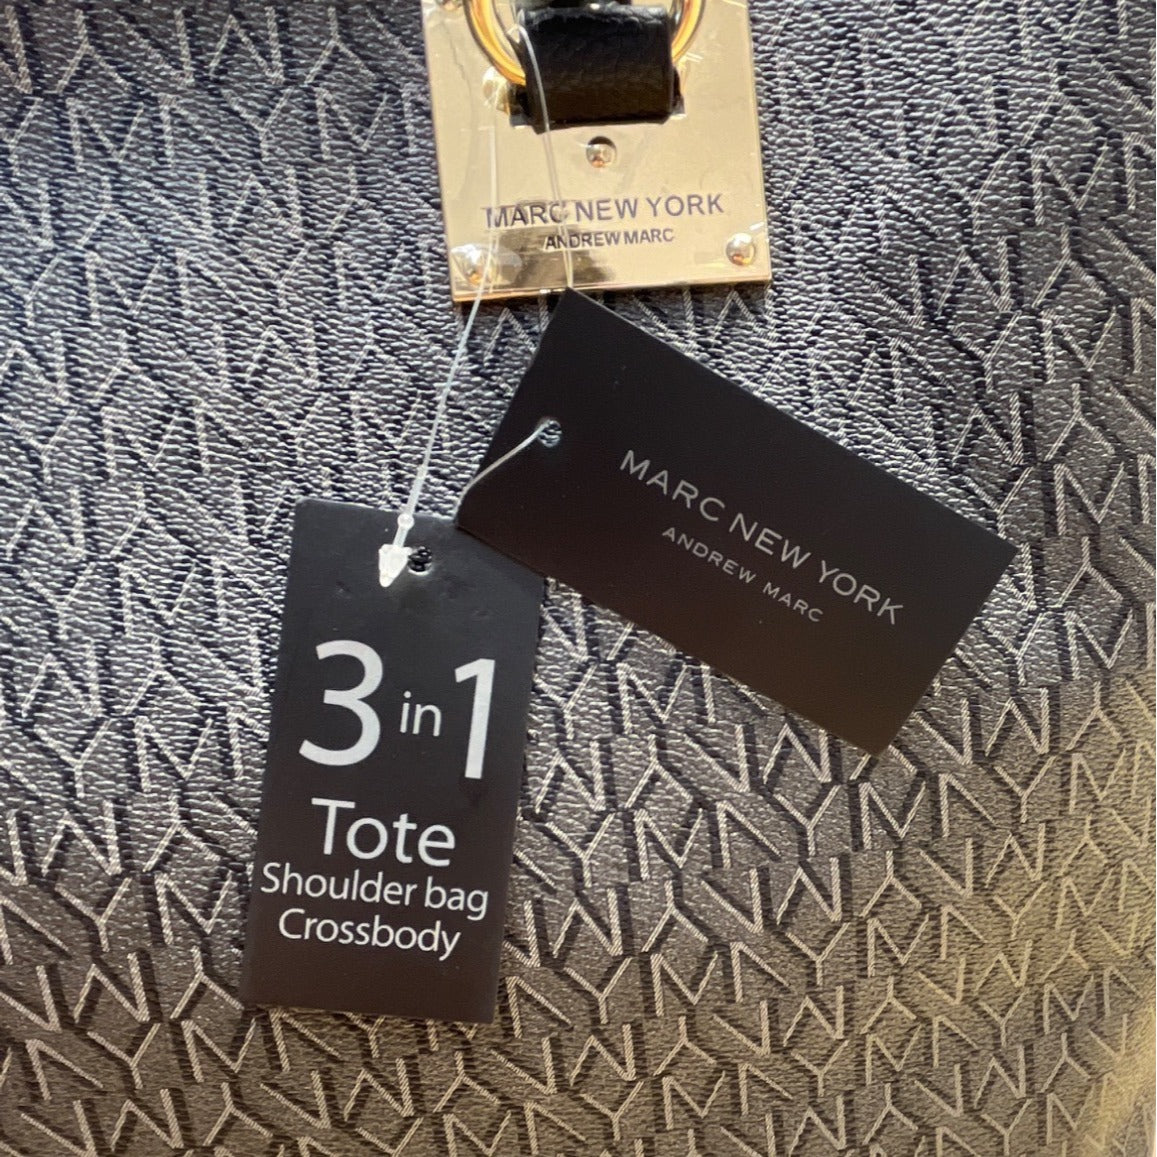 MARC NEW YORK
ANDREW MARC
MARC NEW YORK
ANDREW MARC
3 in 1
Tote
Shoulder bag
Crossbody